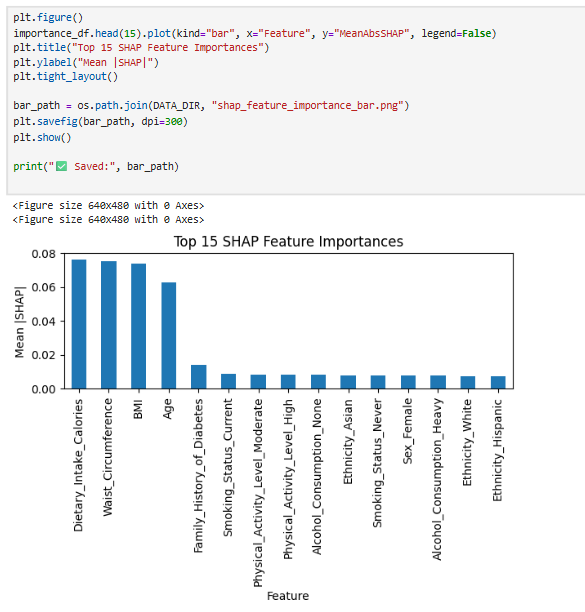 plt.figure()
importance_df.head(15).plot(kind="bar", x="Feature", y="MeanAbsSHAP", legend=False)
plt.title("Top 15 SHAP Feature Importances")
plt.ylabel("Mean |SHAP|")
plt.tight_layout()
bar_path = os.path.join(DATA_DIR, "shap_feature_importance_bar.png")
plt.savefig(bar_path, dpi=300)
plt.show()
print("✅ Saved:", bar_path)
<Figure size 640x480 with 0 Axes>
<Figure size 640x480 with 0 Axes>
Top 15 SHAP Feature Importances
Mean |SHAP|
0.08
0.06
0.04
0.02
0.00
Dietary_Intake_Calories
Waist_Circumference
BMI
Age
Family_History_of_Diabetes
Smoking_Status_Current
Physical_Activity_Level_Moderate
Physical_Activity_Level_High
Alcohol_Consumption_None
Ethnicity_Asian
Smoking_Status_Never
Sex_Female
Alcohol_Consumption_Heavy
Ethnicity_White
Ethnicity_Hispanic
Feature